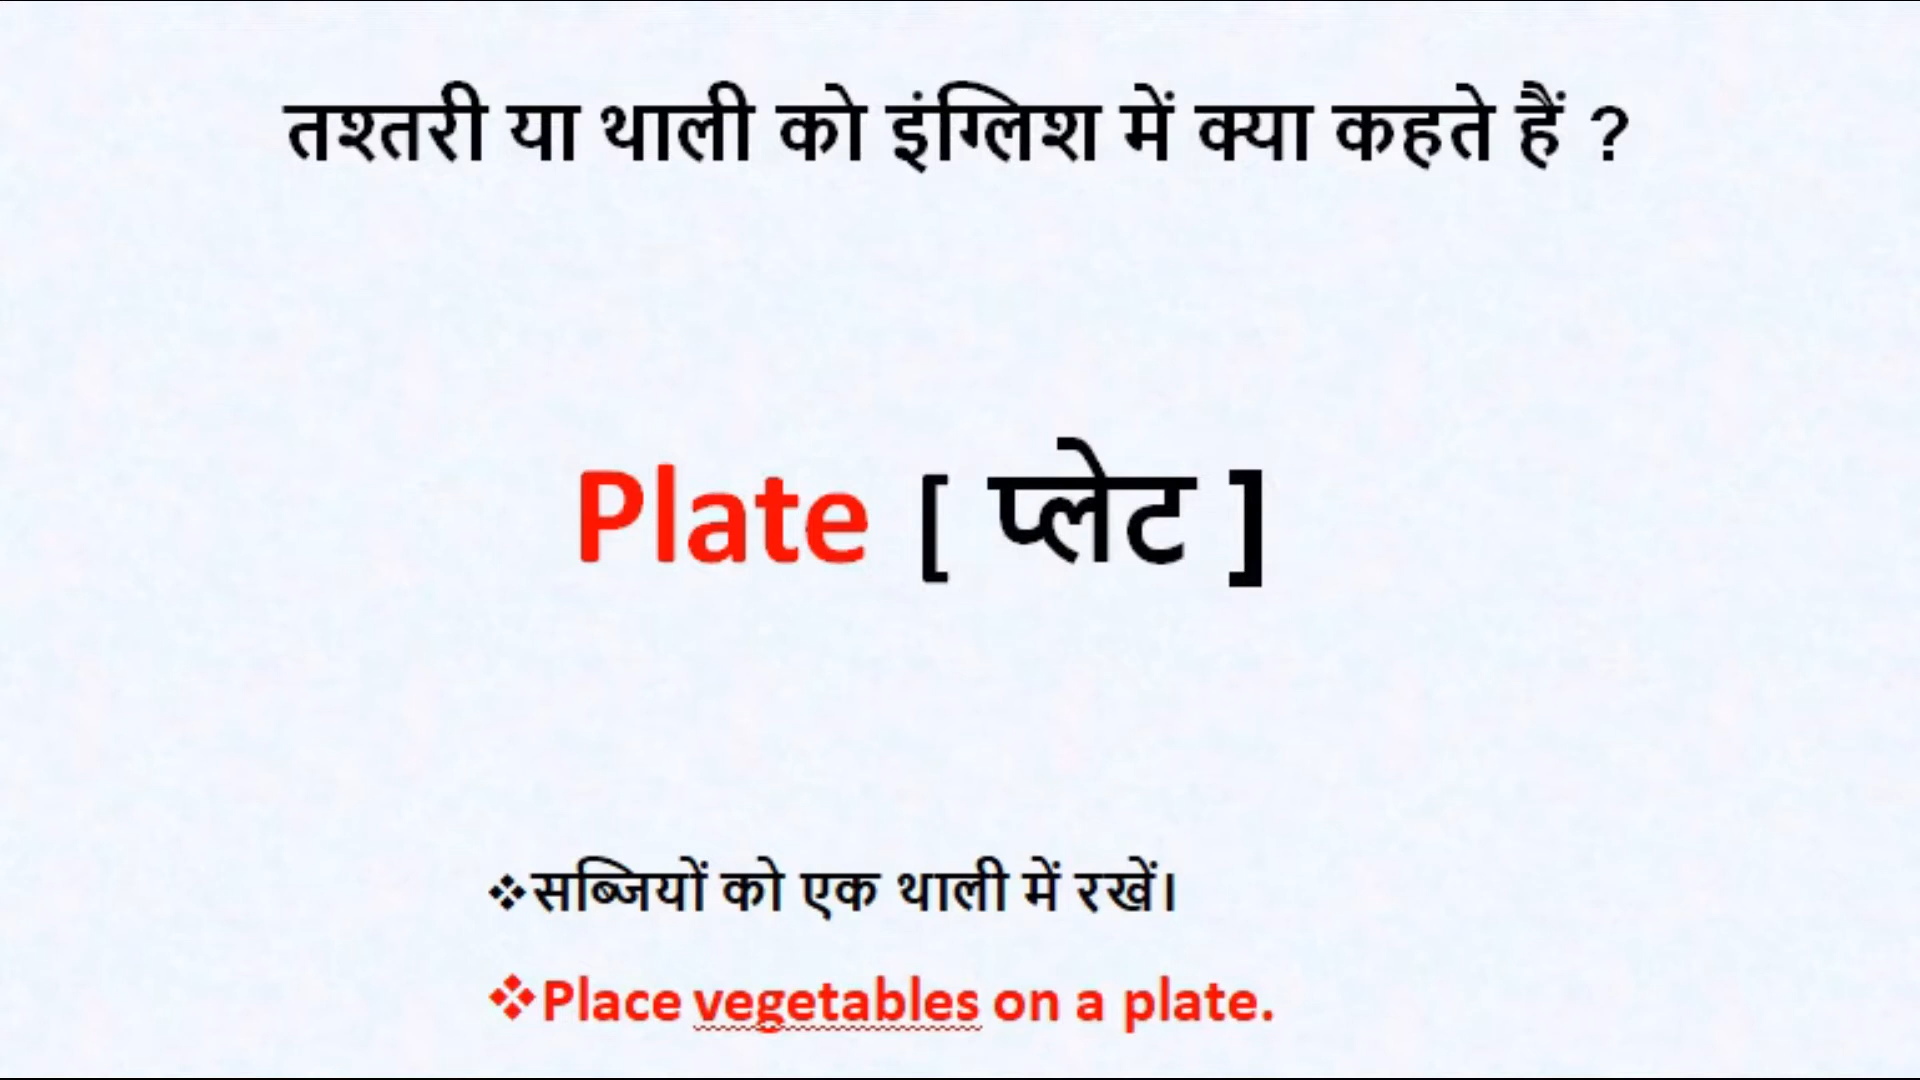 तश्तरी या थाली को इंग्लिश में क्या कहते हैं ?
Plate [ प्लेट ]
❖सब्जियों को एक थाली में रखें।
❖Place vegetables on a plate.